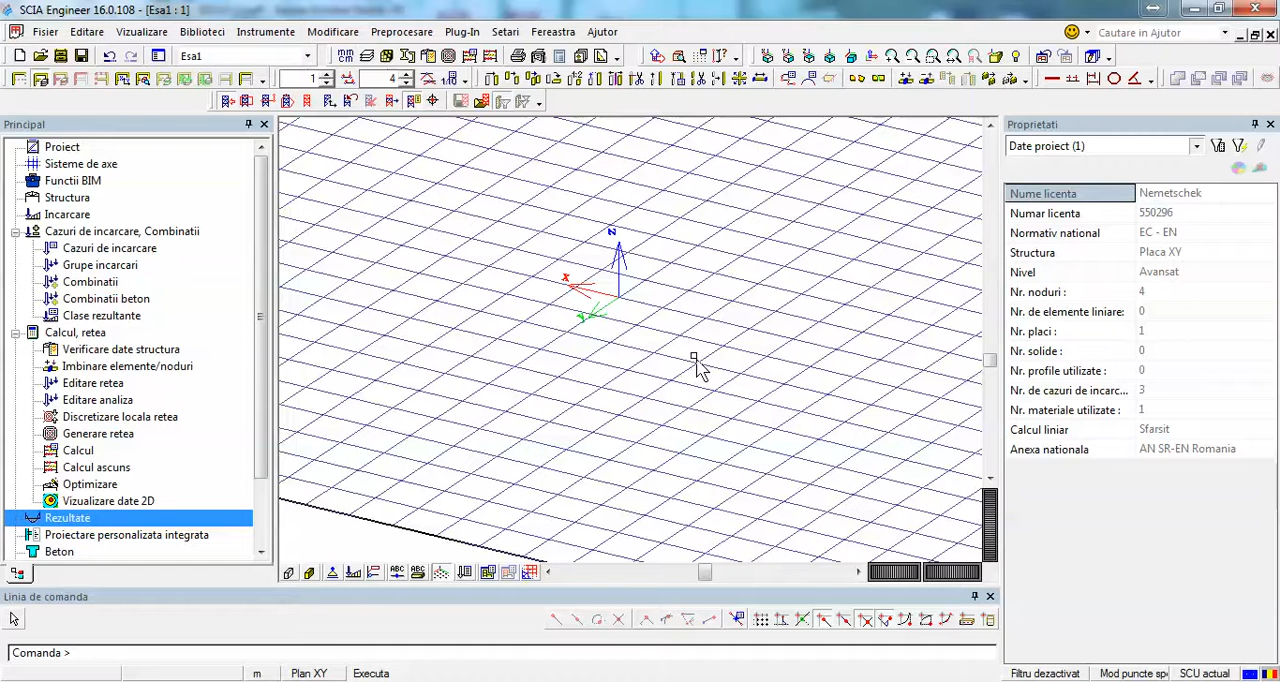 SCIA Engineer 16.0.108 - [Esa1 : 1]
Fisier Editare Vizualizare Biblioteci Instrumente Modificare Preprocesare Plug-In Setari Fereastra Ajutor Cautare in Ajutor
Esa1
1 4
Principal
Proiect
Sisteme de axe
Functii BIM
Structura
Incarcare
Cazuri de incarcare, Combinatii
Cazuri de incarcare
Grupe incarcari
Combinatii
Combinatii beton
Clase rezultante
Calcul, retea
Verificare date structura
Imbinare elemente/noduri
Editare retea
Editare analiza
Discretizare locala retea
Generare retea
Calcul
Calcul ascuns
Optimizare
Vizualizare date 2D
Rezultate
Proiectare personalizata integrata
Beton
Z
X
Y
Proprietati
Date proiect (1)
Nume licenta Nemetschek
Numar licenta 550296
Normativ national EC - EN
Structura Placa XY
Nivel Avansat
Nr. noduri : 4
Nr. de elemente liniare: 0
Nr. placi : 1
Nr. solide : 0
Nr. profile utilizate : 0
Nr. de cazuri de incarc... 3
Nr. materiale utilizate : 1
Calcul liniar Sfarsit
Anexa nationala AN SR-EN Romania
Linia de comanda
Comanda >
m Plan XY Executa Filtru dezactivat Mod puncte sp SCU actual